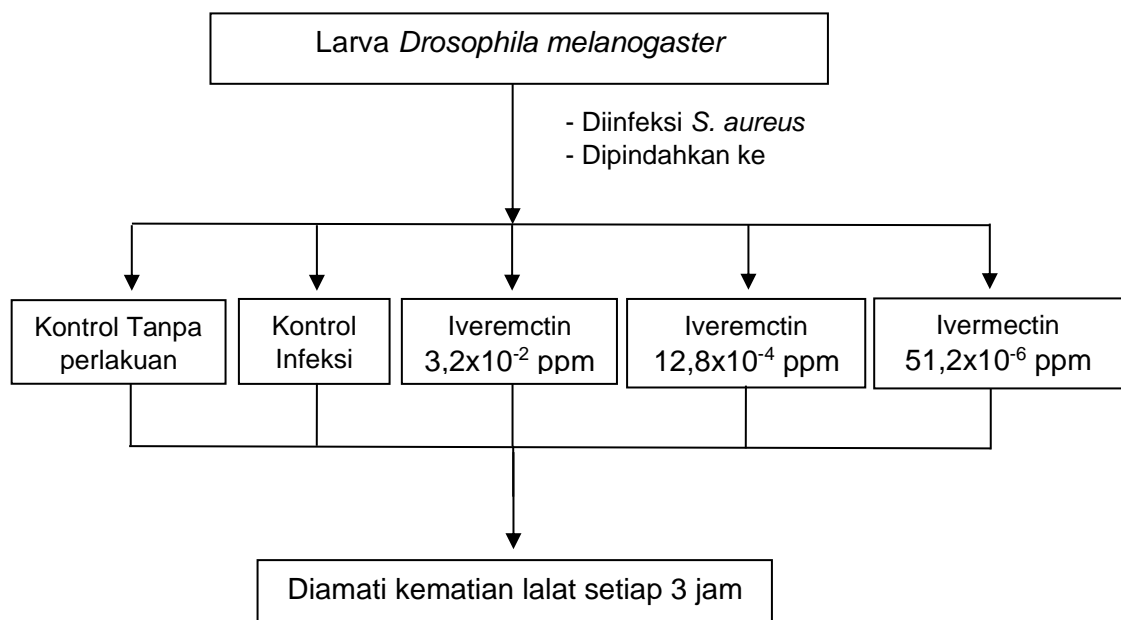 Larva Drosophila melanogaster
- Diinfeksi S. aureus
- Dipindahkan ke
Kontrol Tanpa
perlakuan
Kontrol
Infeksi
Iveremctin
3,2x10⁻² ppm
Iveremctin
12,8x10⁻⁴ ppm
Ivermectin
51,2x10⁻⁶ ppm
Diamati kematian lalat setiap 3 jam